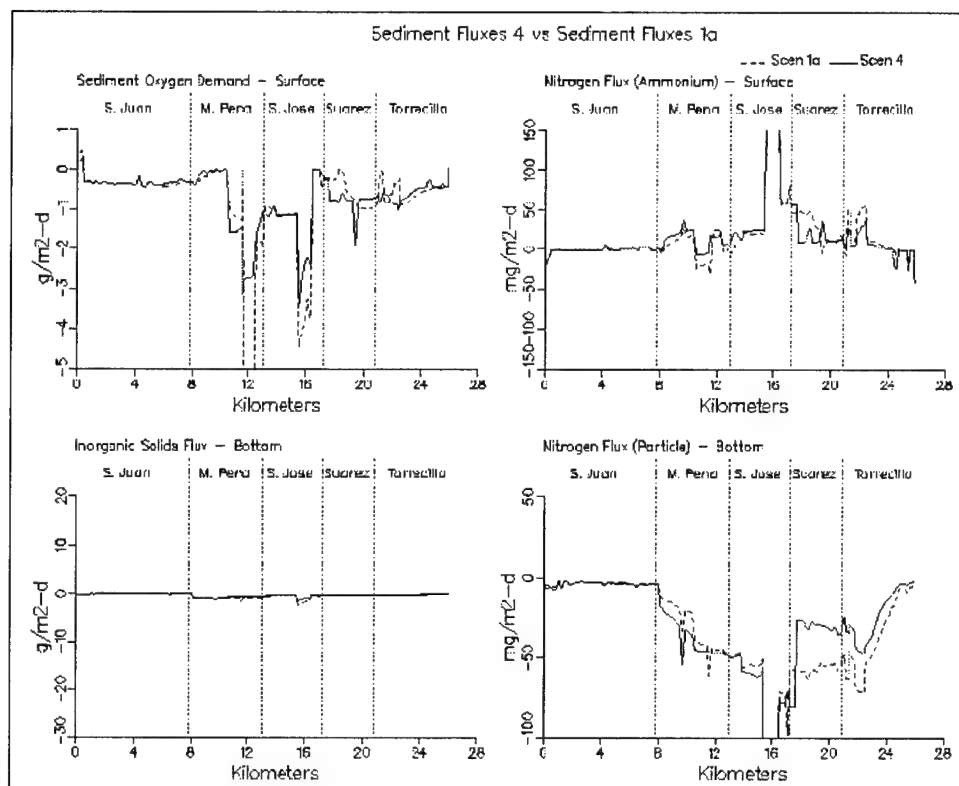 Sediment Fluxes 4 vs Sediment Fluxes 1a
Scen 1a Scen 4
Sediment Oxygen Demand – Surface
S. Juan M. Pena S. Jose Suarez Torrecilla
1
0
-1
-2
-3
-4
-5
g/m2-d
0 4 8 12 16 20 24 28
Kilometers
Nitrogen Flux (Ammonium) – Surface
S. Juan M. Pena S. Jose Suarez Torrecilla
150
100
50
0
-50
-100
-150
mg/m2-d
0 4 8 12 16 20 24 28
Kilometers
Inorganic Solids Flux – Bottom
S. Juan M. Pena S. Jose Suarez Torrecilla
20
10
0
-10
-20
-30
g/m2-d
0 4 8 12 16 20 24 28
Kilometers
Nitrogen Flux (Particle) – Bottom
S. Juan M. Pena S. Jose Suarez Torrecilla
50
0
-50
-100
mg/m2-d
0 4 8 12 16 20 24 28
Kilometers